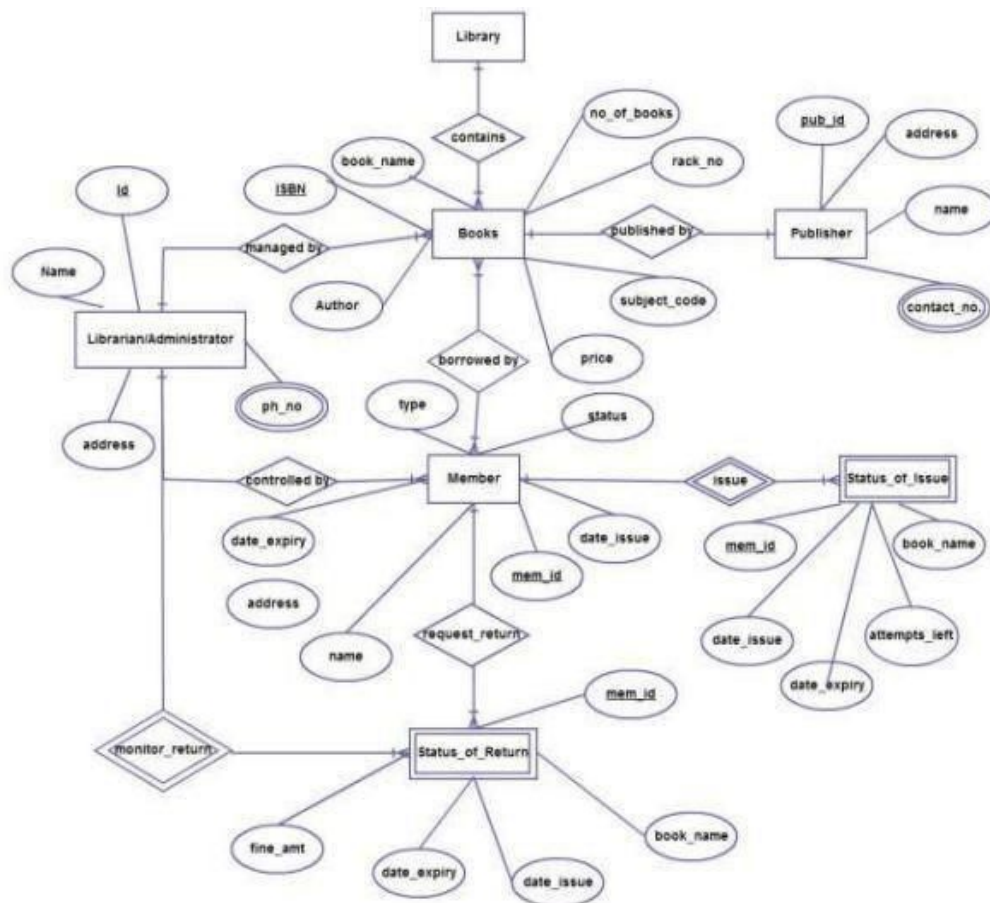 Library
no_of_books
pub_id
contains
address
book_name
rack_no
Id
ISBN
name
managed by
Books
published by
Publisher
Name
Author
subject_code
contact_no.
Librarian/Administrator
borrowed by
price
type
status
ph_no
address
controlled by
Member
issue
Status_of_Issue
date_expiry
date_issue
mem_id
book_name
mem_id
address
request_return
date_issue
attempts_left
name
date_expiry
mem_id
monitor_return
Status_of_Return
fine_amt
book_name
date_expiry
date_issue